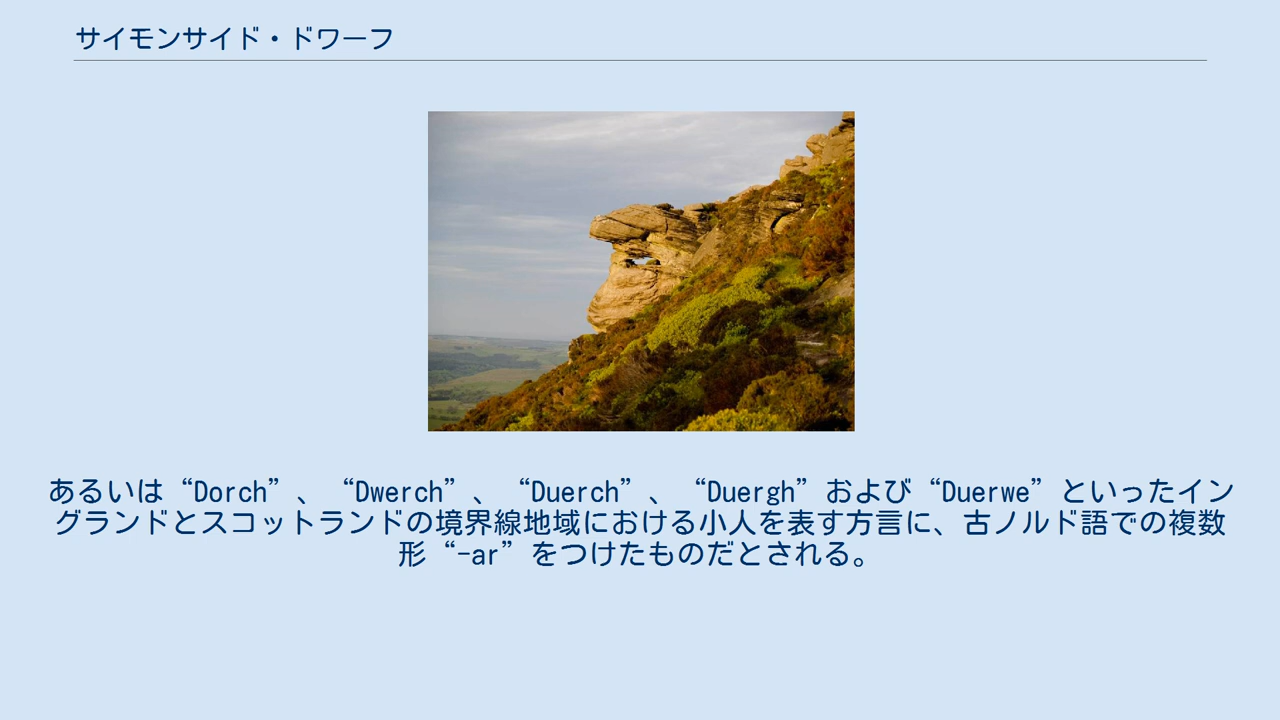 サイモンサイド・ドワーフ
あるいは“Dorch”、“Dwerch”、“Duerch”、“Duergh”および“Duerwe”といったイン
グランドとスコットランドの境界線地域における小人を表す方言に、古ノルド語での複数
形“-ar”をつけたものだとされる。